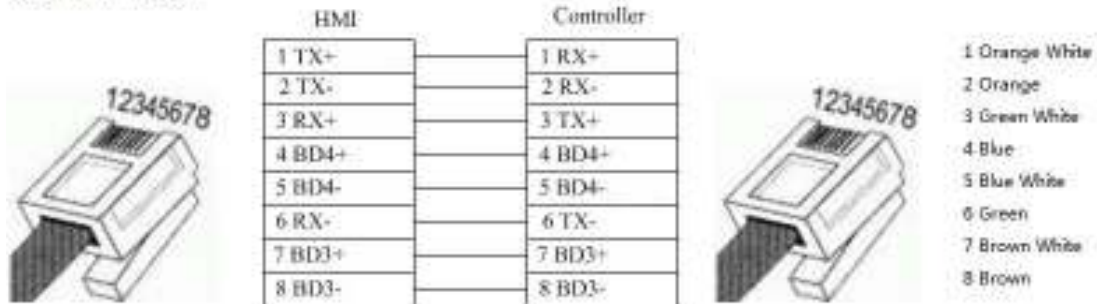 HMI Controller
1 TX+ 1 RX+ 1 Orange White
2 TX- 2 RX- 2 Orange
12345678 3 RX+ 3 TX+ 12345678 3 Green White
4 BD4+ 4 BD4+ 4 Blue
5 BD4- 5 BD4- 5 Blue White
6 RX- 6 TX- 6 Green
7 BD3+ 7 BD3+ 7 Brown White
8 BD3- 8 BD3- 8 Brown